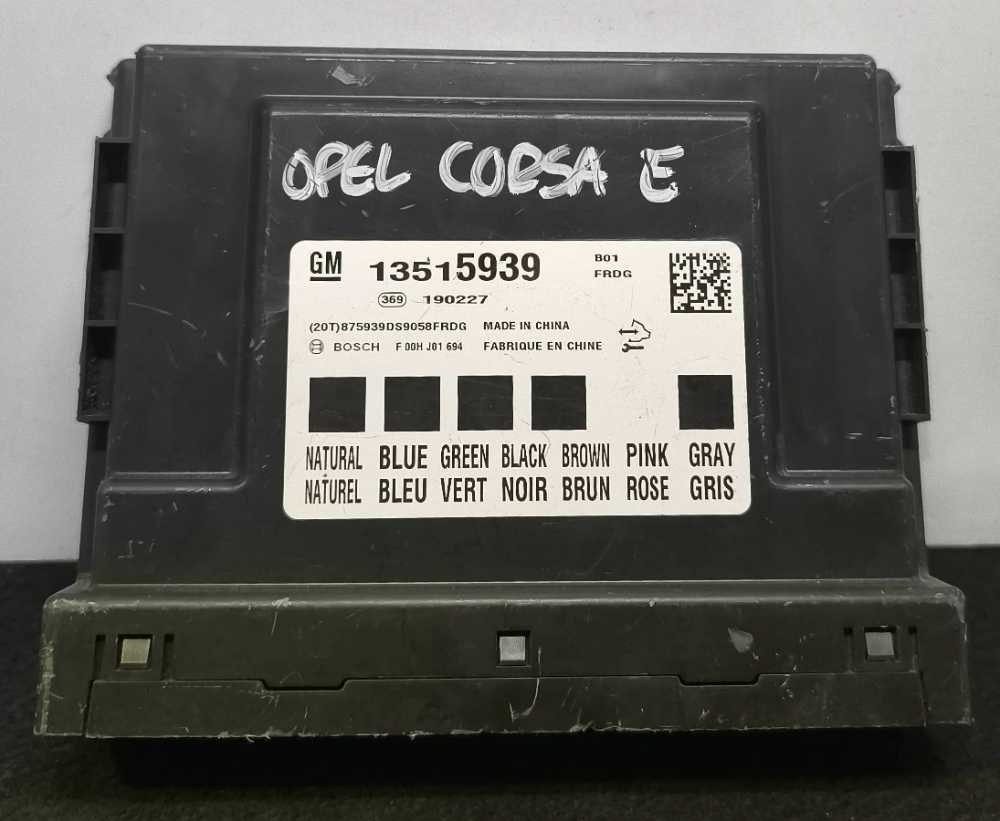 OPEL CORSA E
GM 13515939 B01
FRDG
369 190227
(20T)875939DS9058FRDG MADE IN CHINA
BOSCH F 00H J01 694 FABRIQUE EN CHINE
NATURAL BLUE GREEN BLACK BROWN PINK GRAY
NATUREL BLEU VERT NOIR BRUN ROSE GRIS